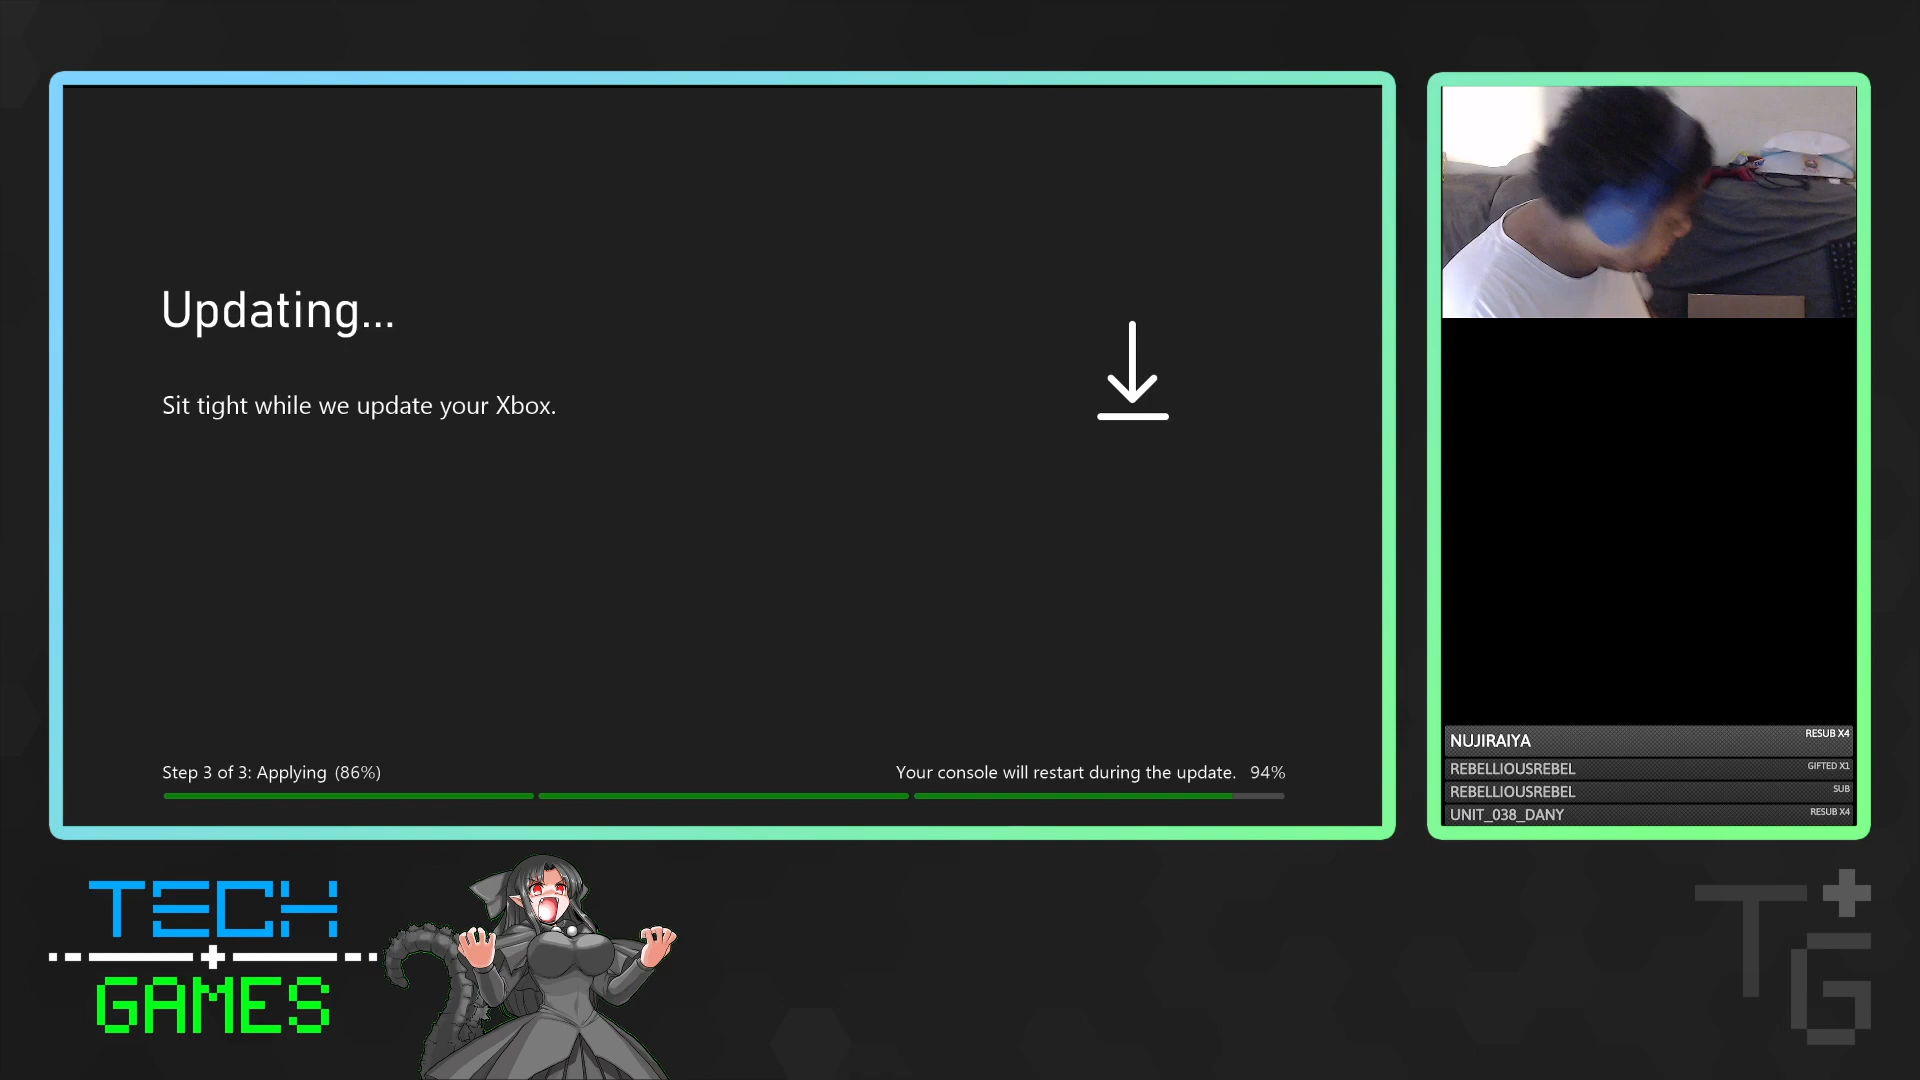 Updating...
Sit tight while we update your Xbox.
Step 3 of 3: Applying (86%)
Your console will restart during the update. 94%
NUJIRAIYA RESUB X4
REBELLIOUSREBEL GIFTED X1
REBELLIOUSREBEL SUB
UNIT_038_DANY RESUB X4
TECH
GAMES
TG